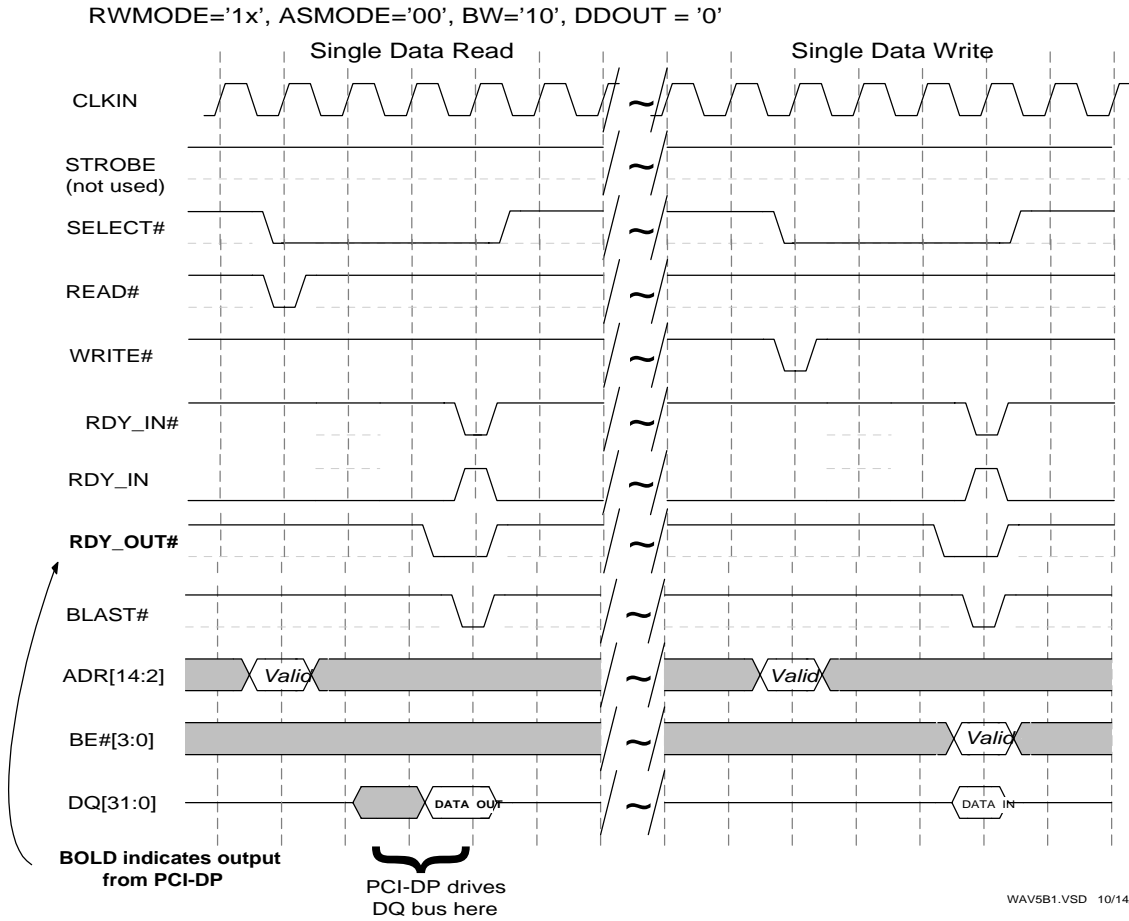 RWMODE='1x', ASMODE='00', BW='10', DDOUT = '0'
Single Data Read
Single Data Write
CLKIN
~
STROBE
(not used)
~
SELECT#
~
READ#
~
WRITE#
~
RDY_IN#
~
RDY_IN
~
RDY_OUT#
~
BLAST#
~
ADR[14:2]
Valid
~
Valid
BE#[3:0]
~
Valid
DQ[31:0]
DATA OUT
~
DATA IN
BOLD indicates output
from PCI-DP
PCI-DP drives
DQ bus here
WAV5B1.VSD 10/14